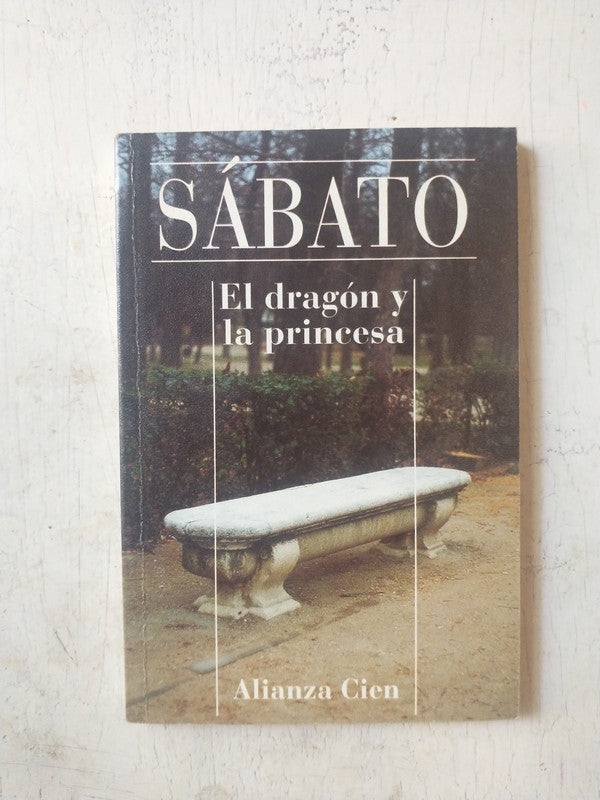 SÁBATO
El dragón y
la princesa
Alianza Cien